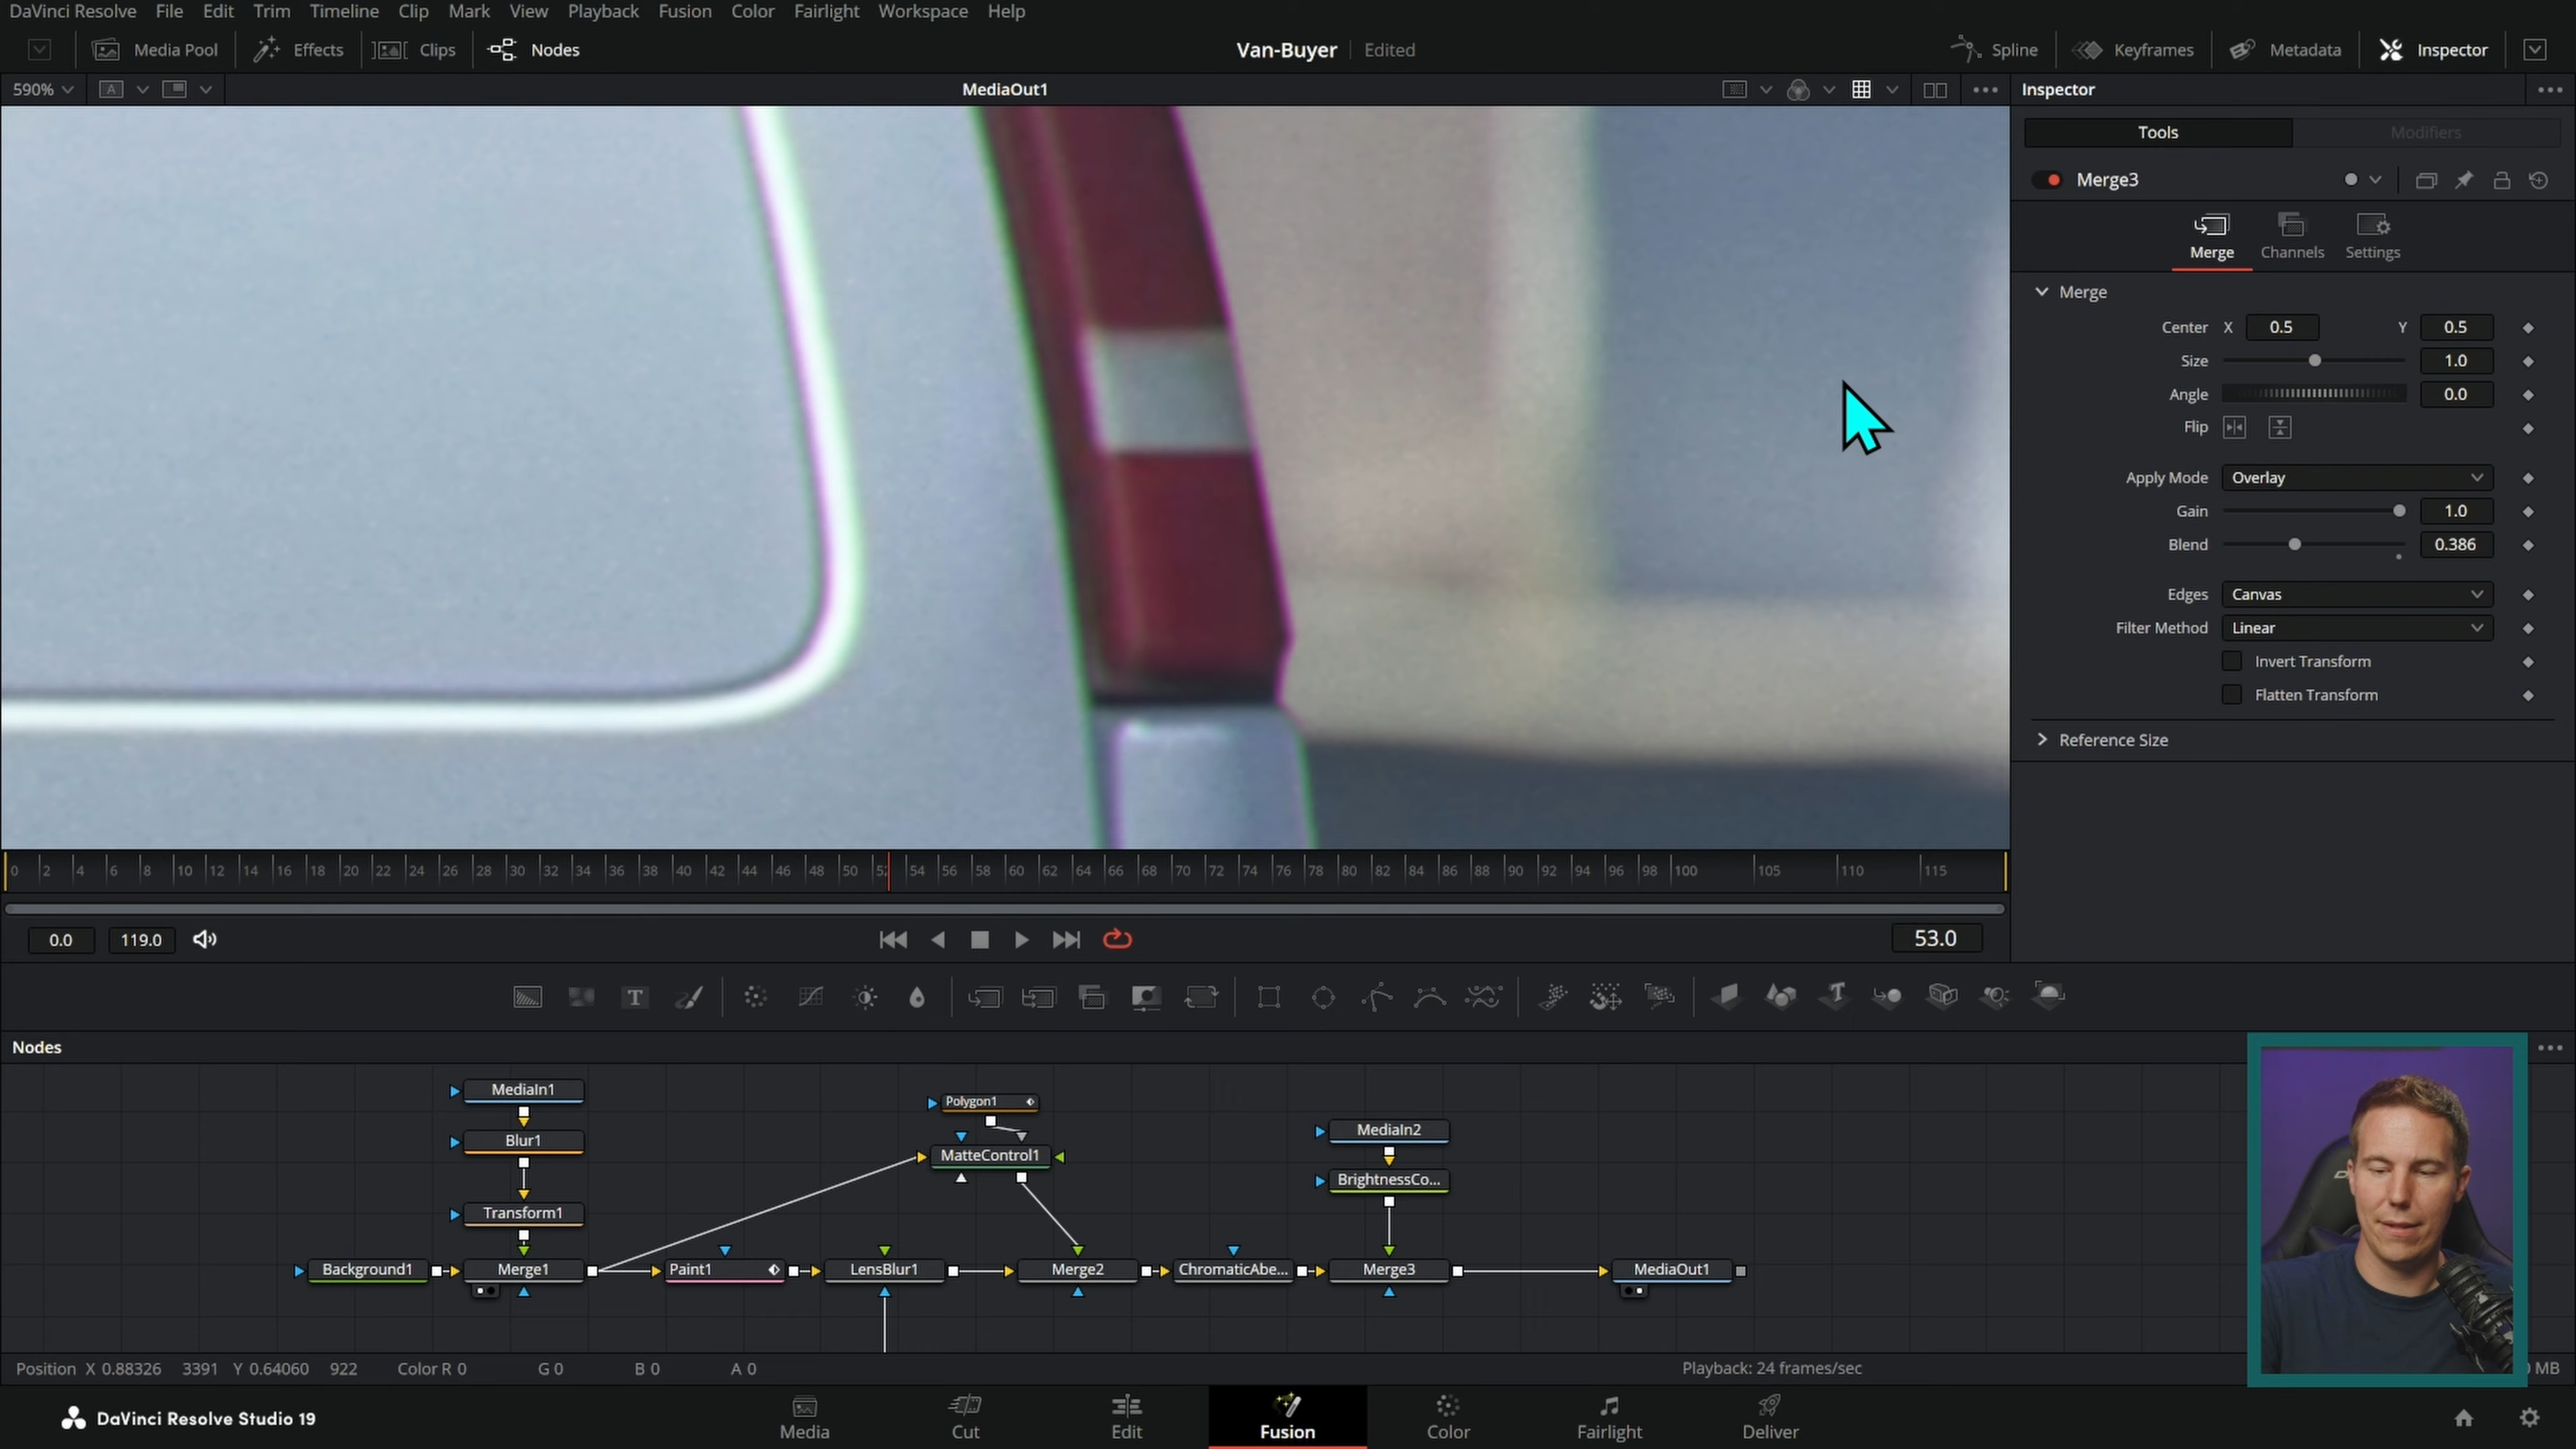 DaVinci Resolve File Edit Trim Timeline Clip Mark View Playback Fusion Color Fairlight Workspace Help
Media Pool Effects Clips Nodes Van-Buyer Edited Spline Keyframes Metadata Inspector
590% A MediaOut1 Inspector
Tools Modifiers
Merge3
Merge Channels Settings
Merge
Center X 0.5 Y 0.5
Size 1.0
Angle 0.0
Flip
Apply Mode Overlay
Gain 1.0
Blend 0.386
Edges Canvas
Filter Method Linear
Invert Transform
Flatten Transform
Reference Size
0 2 4 6 8 10 12 14 16 18 20 22 24 26 28 30 32 34 36 38 40 42 44 46 48 50 54 56 58 60 62 64 66 68 70 72 74 76 78 80 82 84 86 88 90 92 94 96 98 100 105 110 115
0.0 119.0 53.0
T T
Nodes
MediaIn1
Polygon1
MediaIn2
Blur1
MatteControl1
BrightnessCo...
Transform1
Background1 Merge1 Paint1 LensBlur1 Merge2 ChromaticAbe... Merge3 MediaOut1
Position X 0.88326 3391 Y 0.64060 922 Color R 0 G 0 B 0 A 0 Playback: 24 frames/sec MB
DaVinci Resolve Studio 19 Media Cut Edit Fusion Color Fairlight Deliver